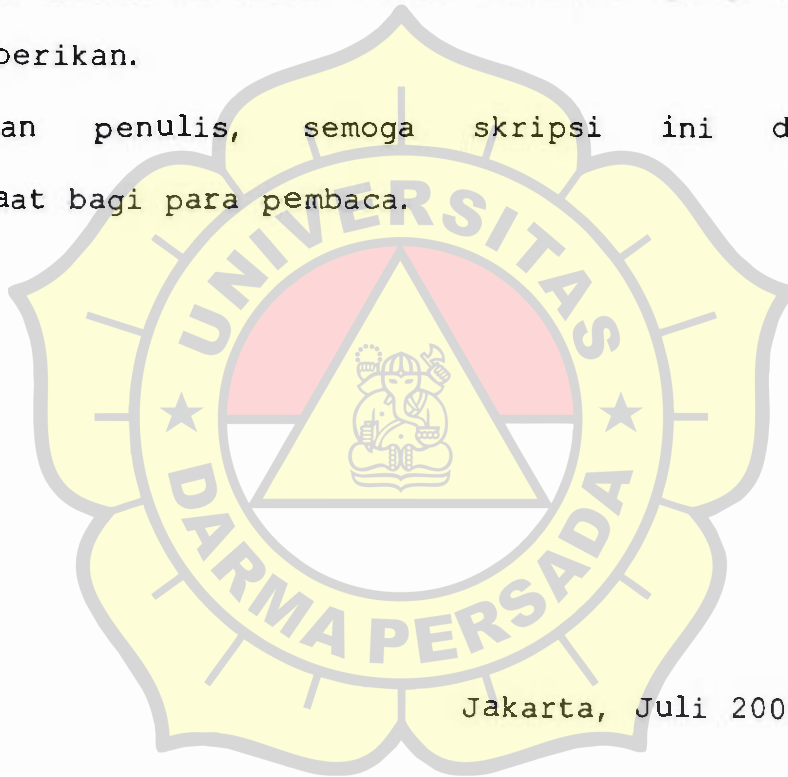 berikan.
an penulis, semoga skripsi ini d
aat bagi para pembaca.
UNIVERSITAS
DARMA PERSADA
Jakarta, Juli 200